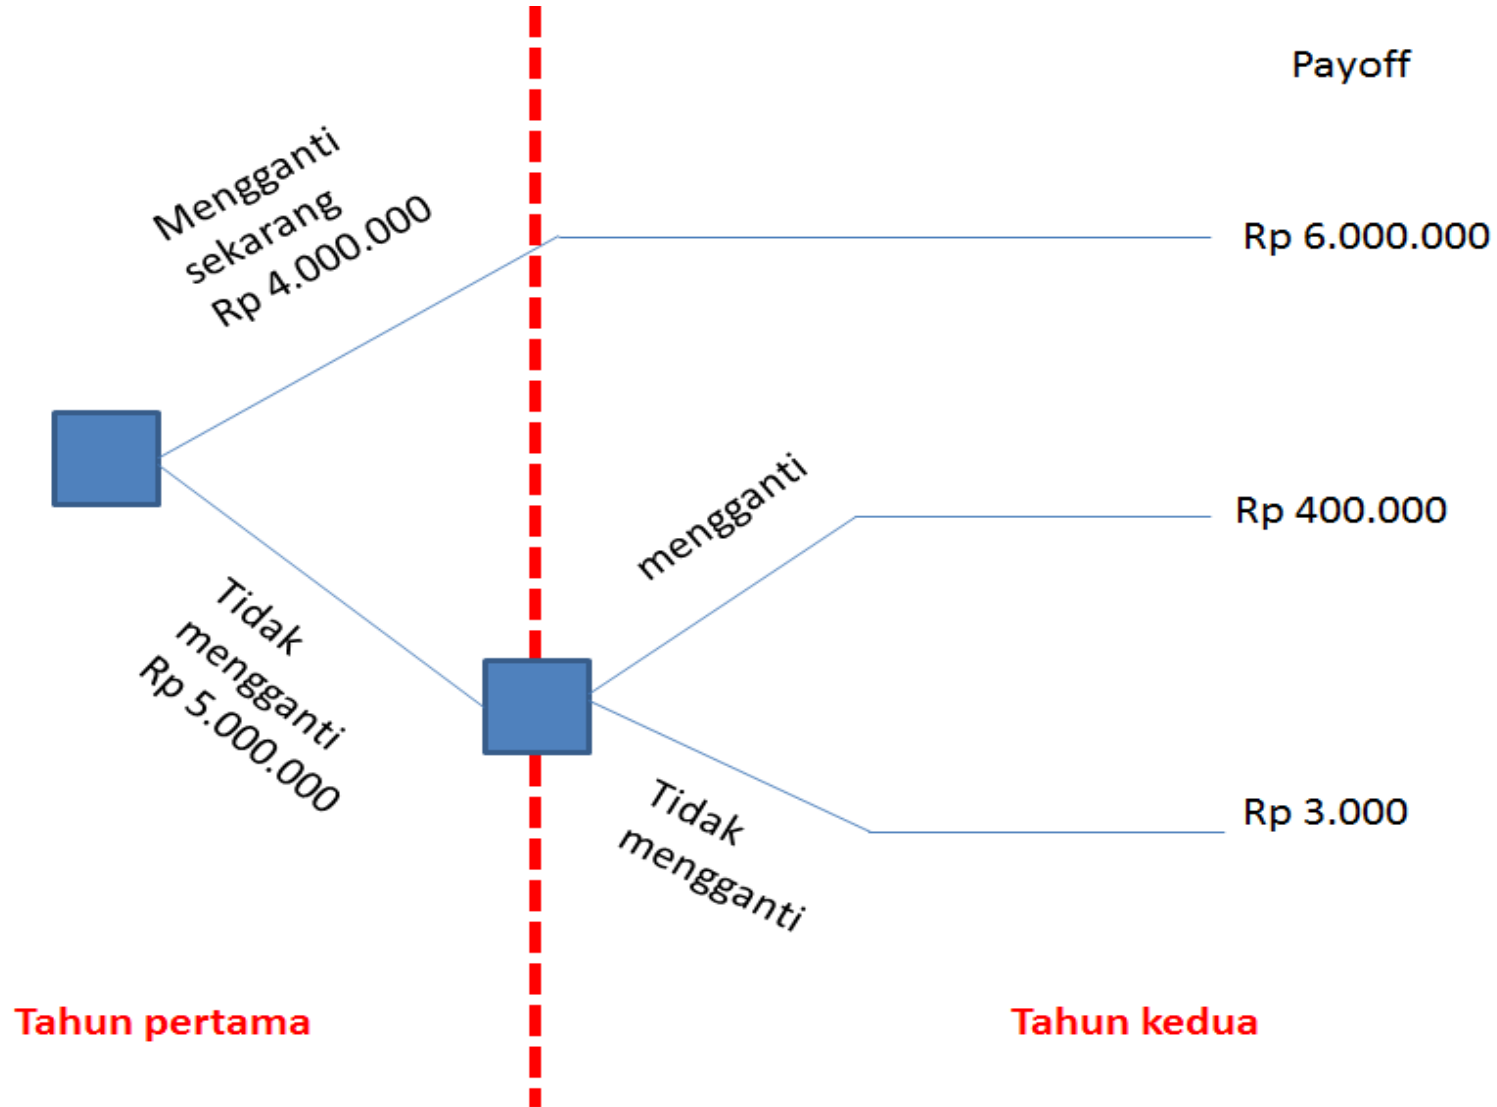 Payoff
Mengganti
sekarang
Rp 4.000.000
Rp 6.000.000
mengganti
Rp 400.000
Tidak
mengganti
Rp 5.000.000
Tidak
mengganti
Rp 3.000
Tahun pertama
Tahun kedua